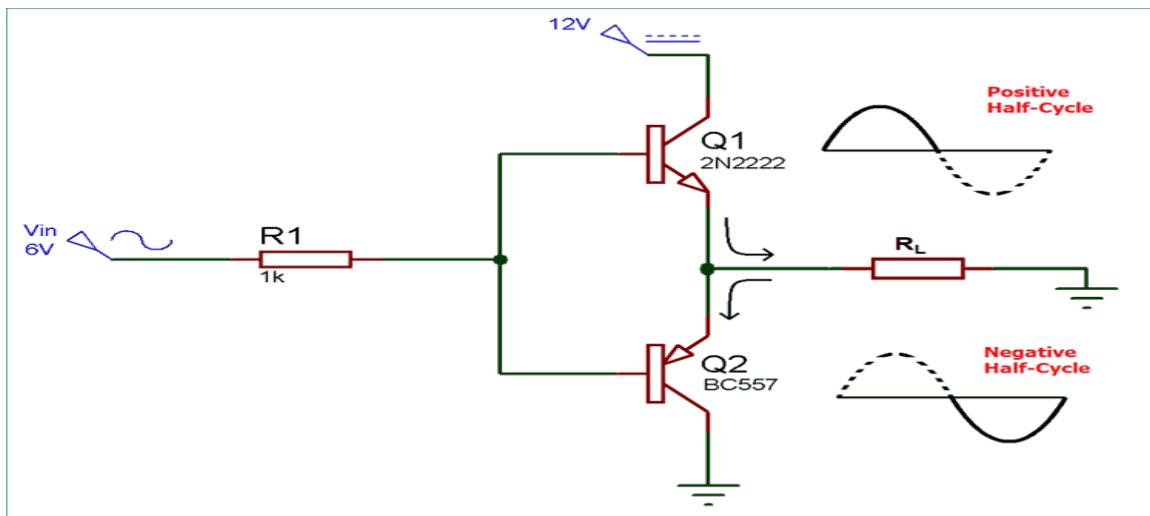 12V
Positive
Half-Cycle
Q1
2N2222
Vin
6V
R1
1k
RL
Q2
BC557
Negative
Half-Cycle